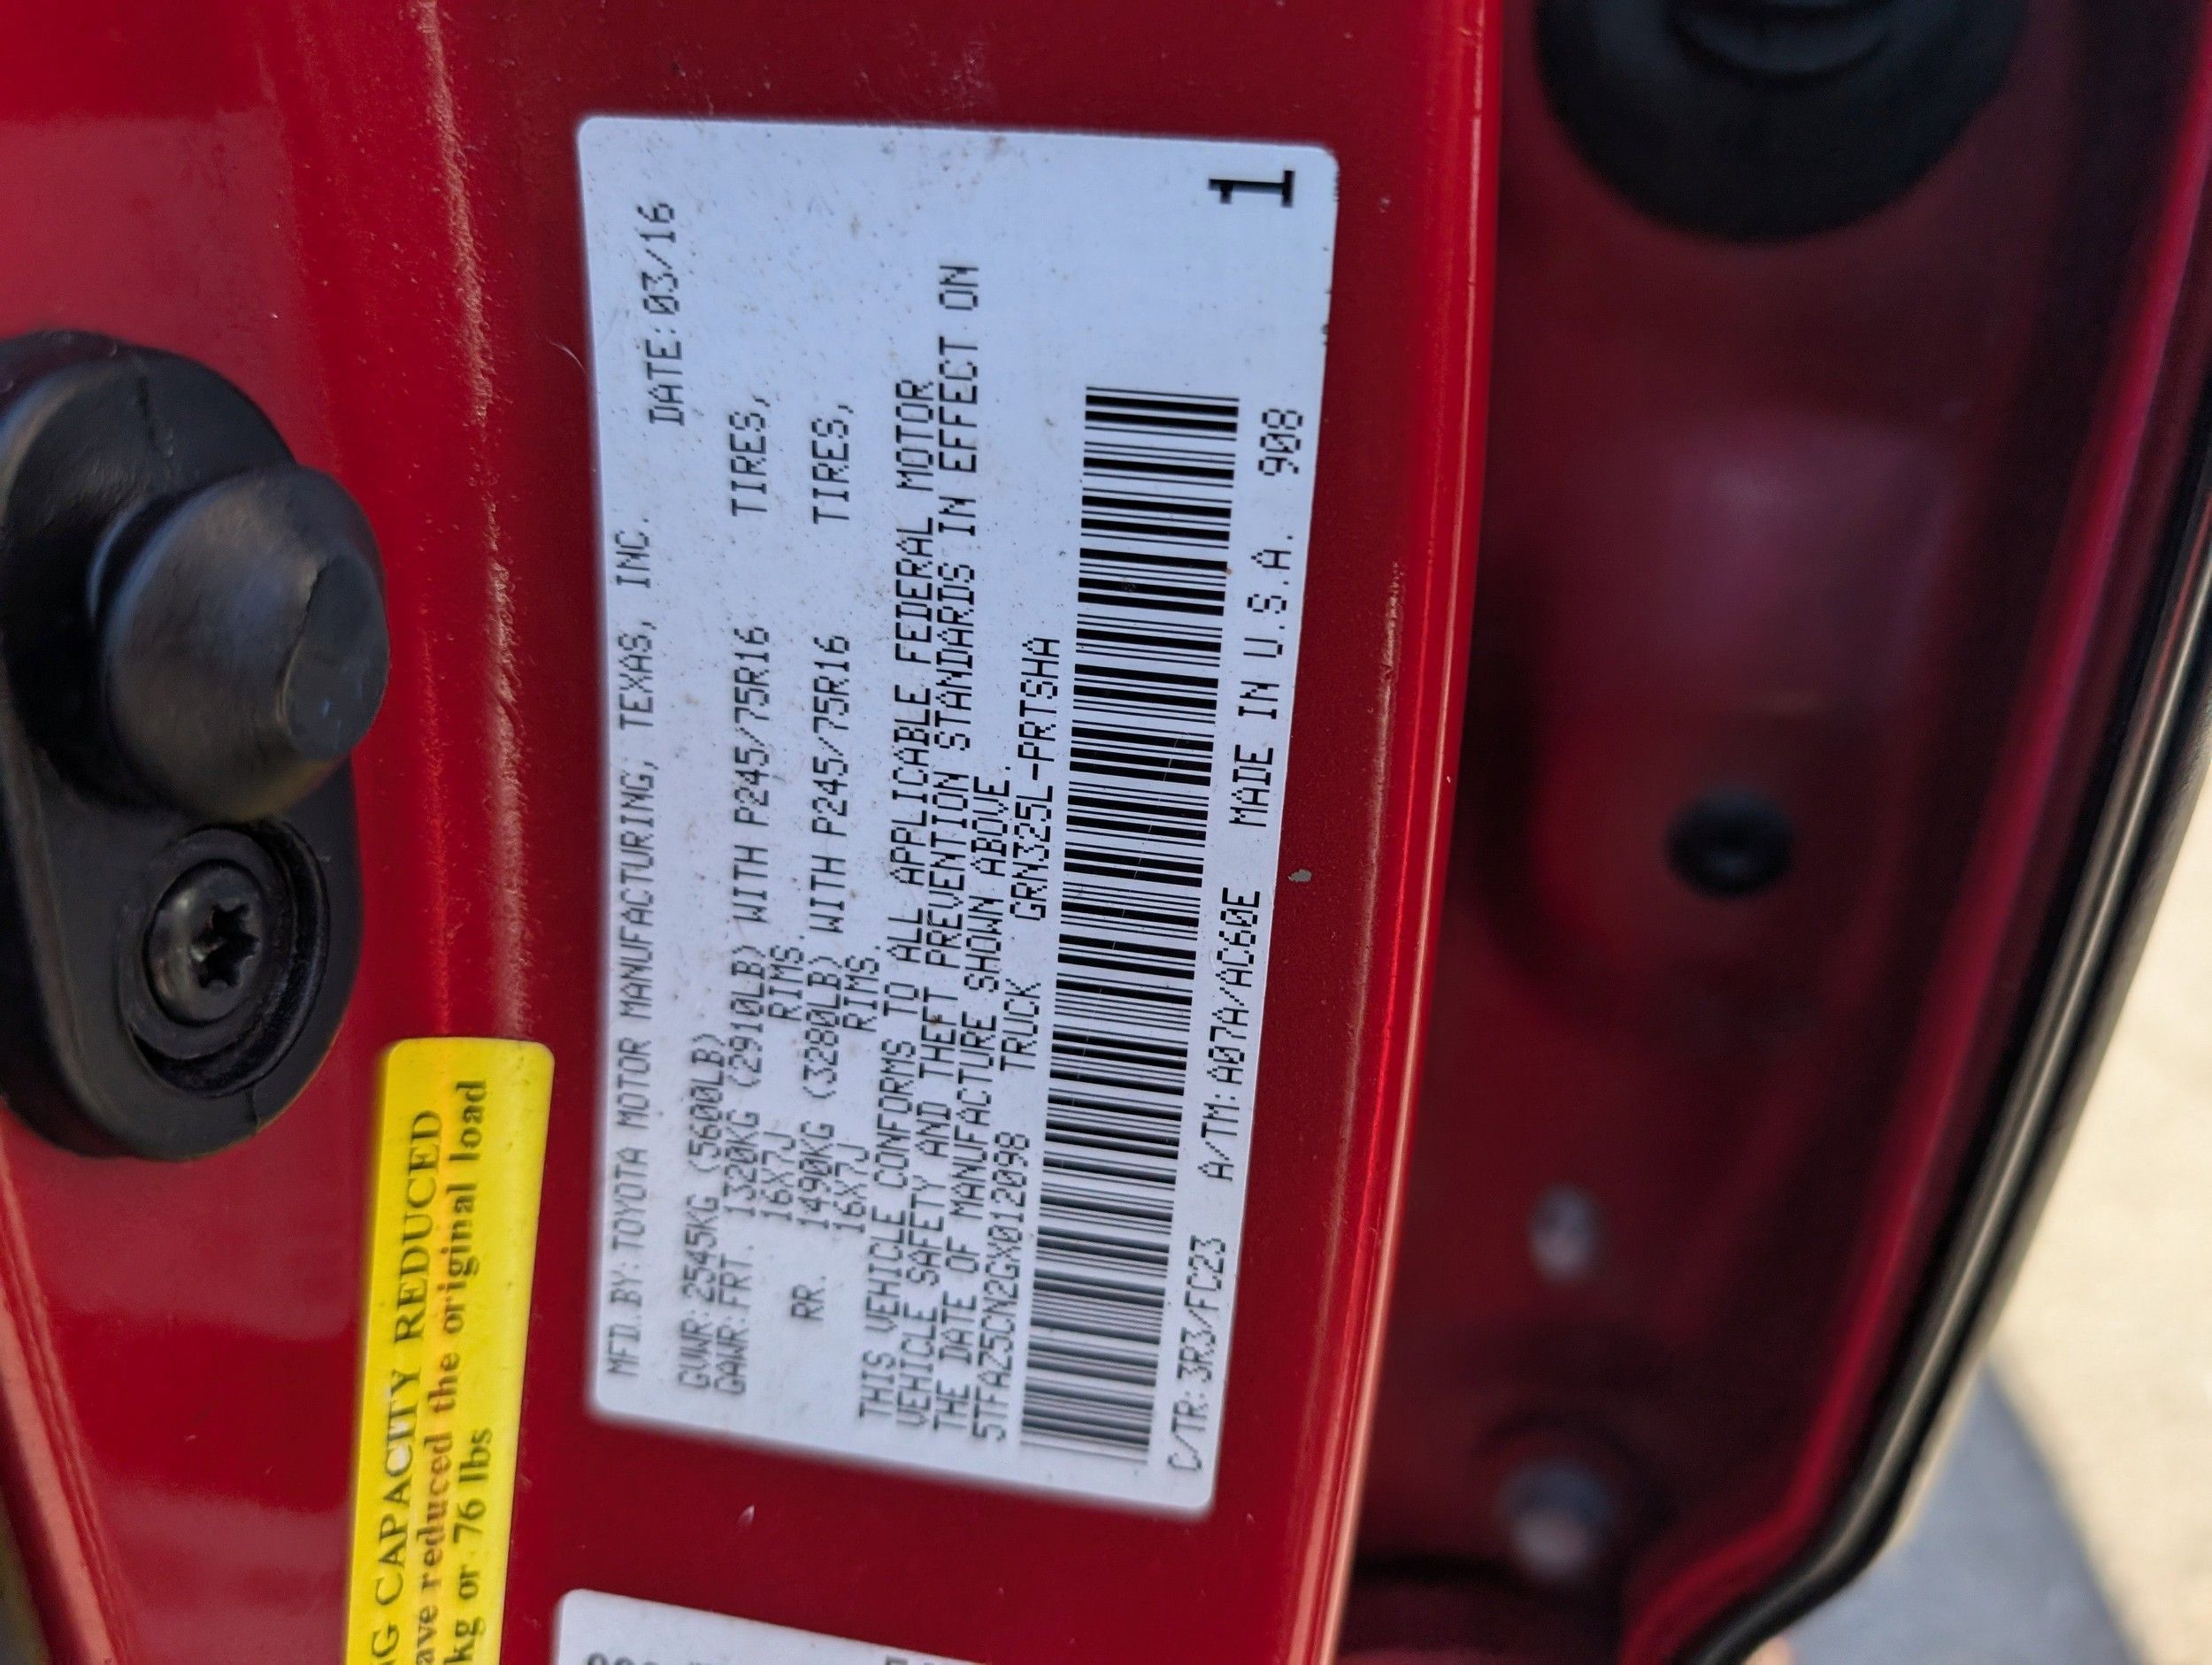 MFD.BY:TOYOTA MOTOR MANUFACTURING, TEXAS, INC.
DATE:03/16
GVWR:2545KG (5600LB)
GAWR:FRT. 1320KG (2910LB) WITH P245/75R16 TIRES,
16X7J RIMS.
RR. 1490KG (3280LB) WITH P245/75R16 TIRES,
16X7J RIMS.
THIS VEHICLE CONFORMS TO ALL APPLICABLE FEDERAL MOTOR
VEHICLE SAFETY AND THEFT PREVENTION STANDARDS IN EFFECT ON
THE DATE OF MANUFACTURE SHOWN ABOVE.
5TFAZ5CN2GX012098 TRUCK GRN325L-PRTSHA
C/TR:3R3/FC23 A/TM:A07A/AC60E MADE IN U.S.A. 908
1
CAPACITY REDUCED
reduced the original load
kg or 76 lbs